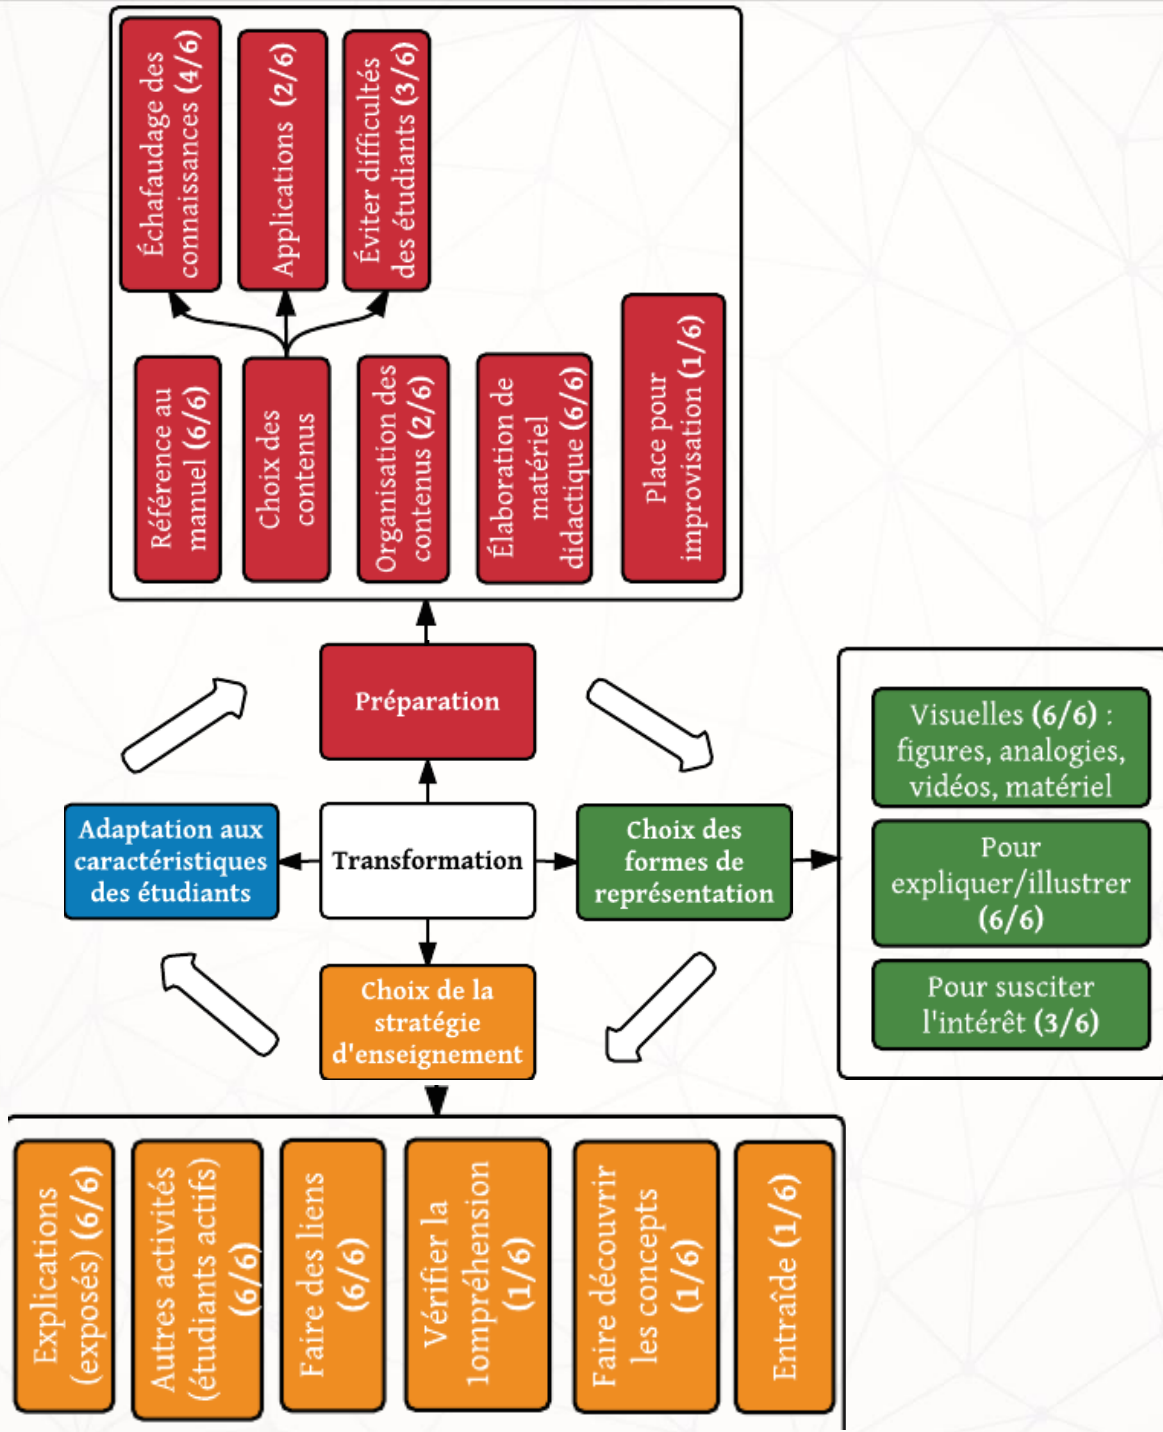 Échafaudage des
connaissances (4/6)
Applications (2/6)
Éviter difficultés
des étudiants (3/6)
Référence au
manuel (6/6)
Choix des
contenus
Organisation des
contenus (2/6)
Élaboration de
matériel
didactique (6/6)
Place pour
improvisation (1/6)
Préparation
Adaptation aux
caractéristiques
des étudiants
Transformation
Choix des
formes de
représentation
Visuelles (6/6) :
figures, analogies,
vidéos, matériel
Pour
expliquer/illustrer
(6/6)
Pour susciter
l'intérêt (3/6)
Choix de la
stratégie
d'enseignement
Explications
(exposés) (6/6)
Autres activités
(étudiants actifs)
(6/6)
Faire des liens
(6/6)
Vérifier la
1ompréhension
(1/6)
Faire découvrir
les concepts
(1/6)
Entraîde (1/6)